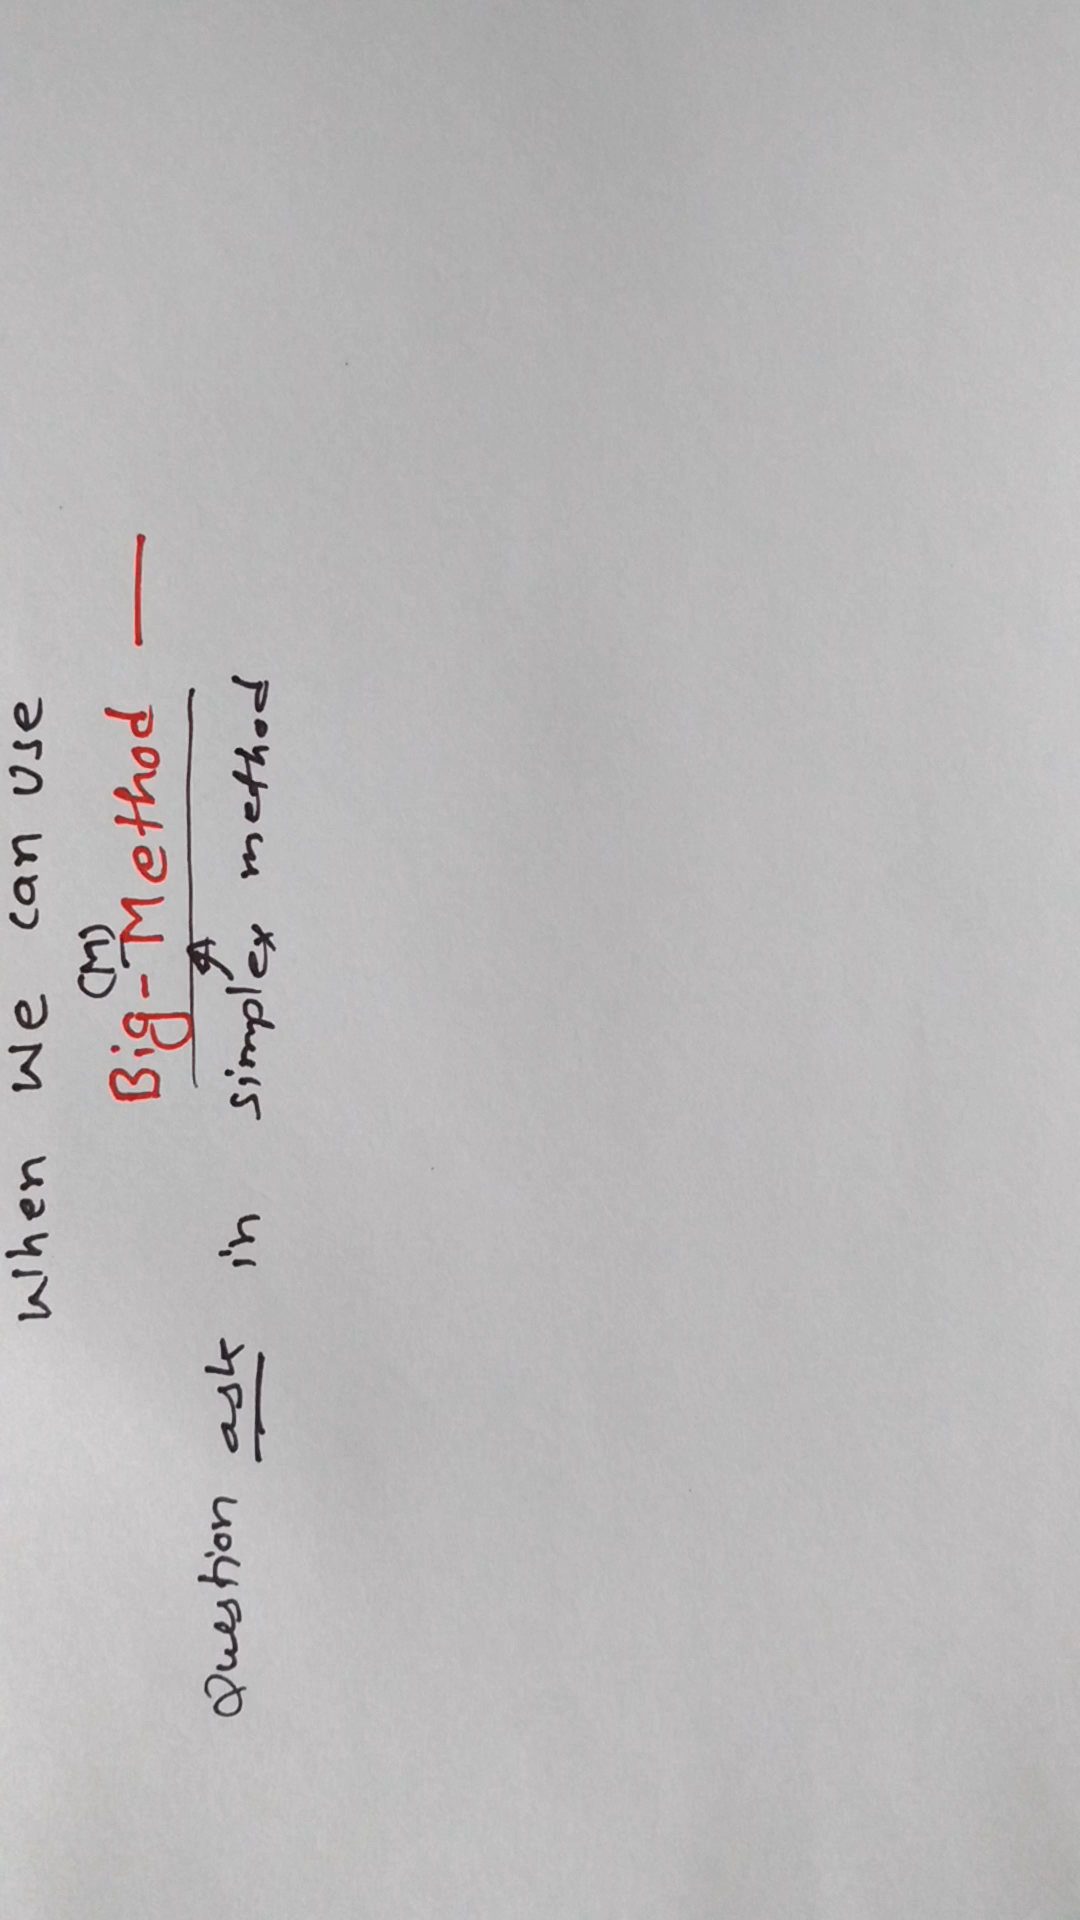 When we can use
(M)
Big-Method —
Question ask in simplex method